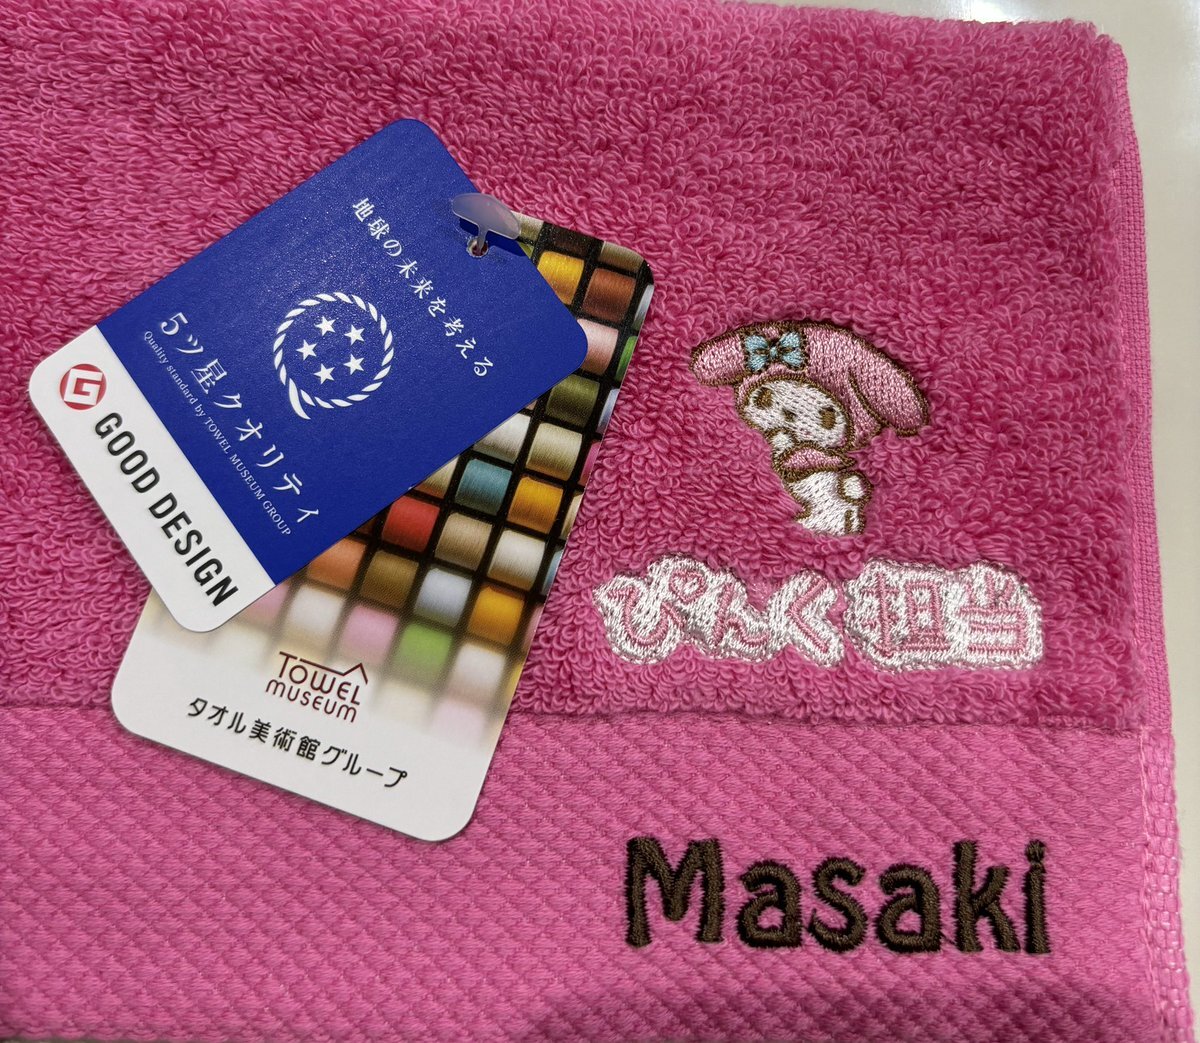 地球の未来を考える
5ツ星クオリティ
Quality standard by TOWEL MUSEUM GROUP
G GOOD DESIGN
TOWEL
MUSEUM
タオル美術館グループ
ぴんく担当
Masaki